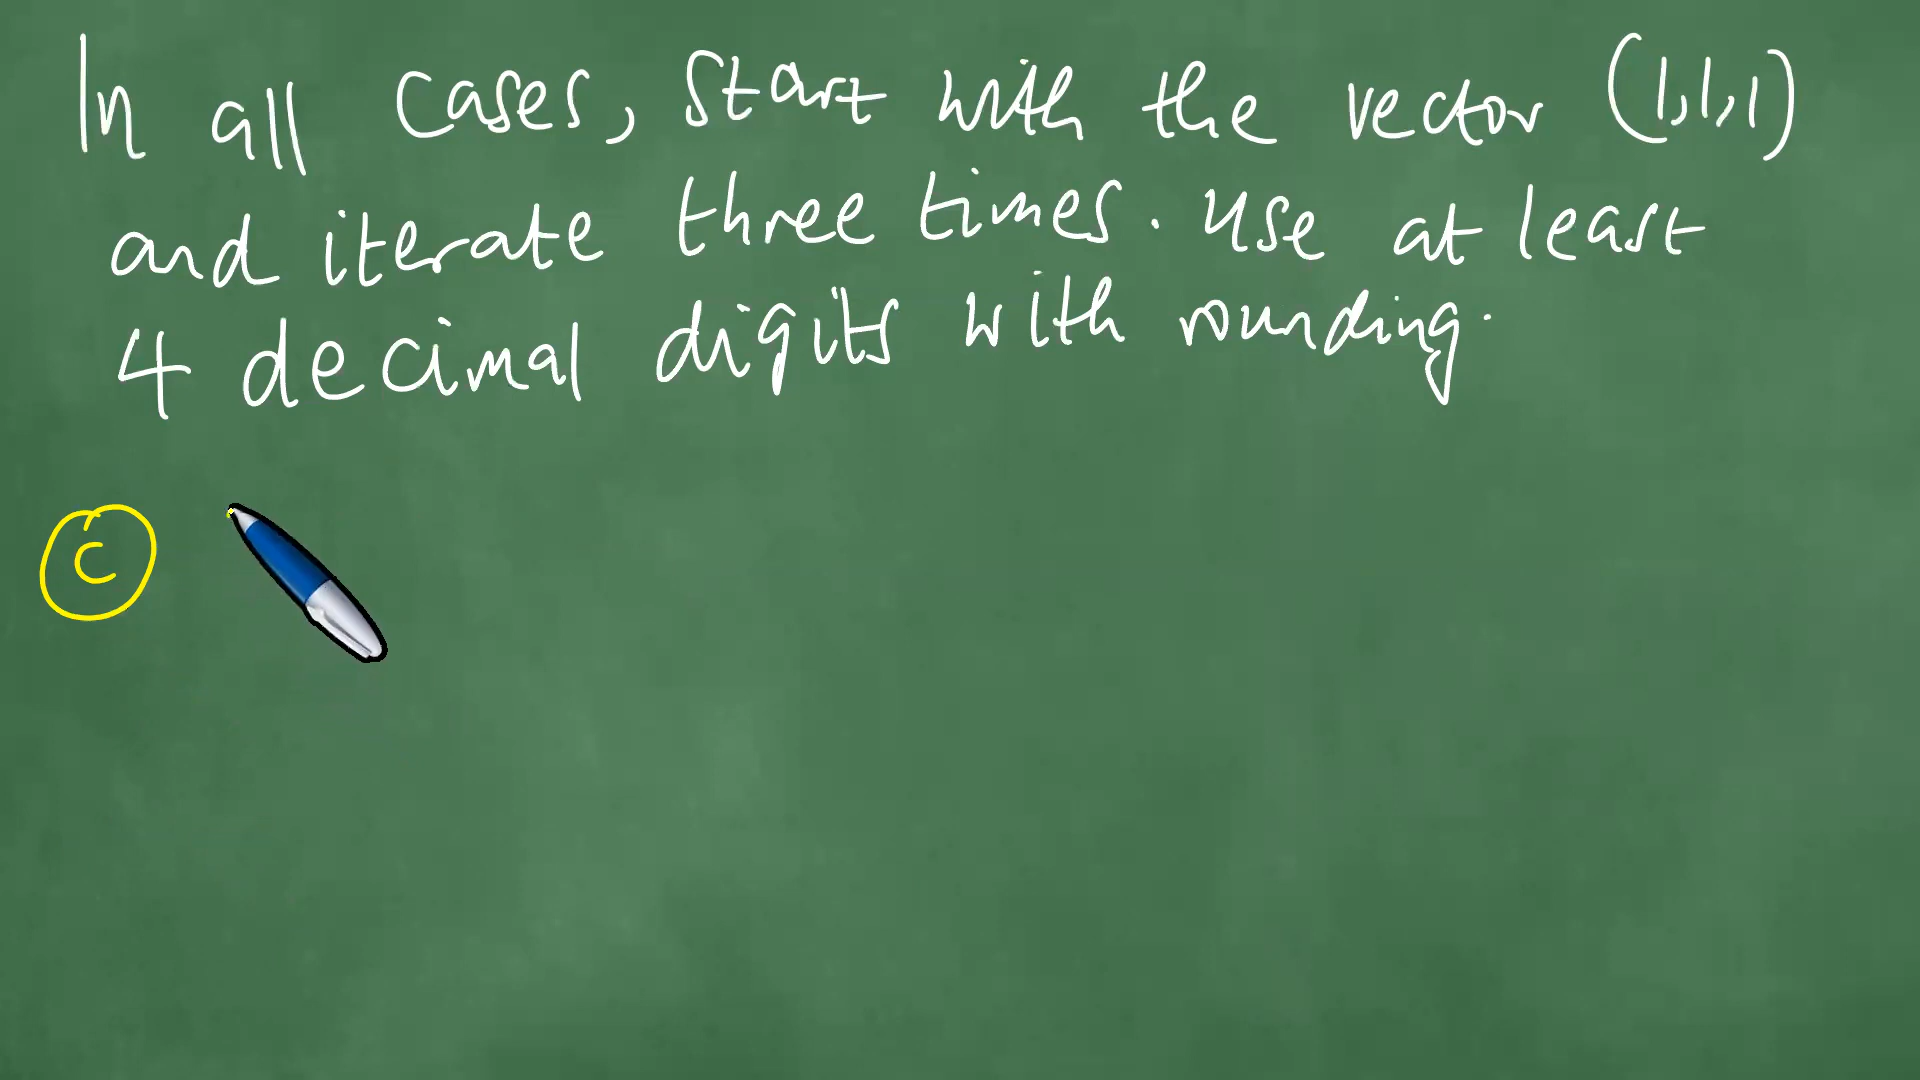 In all cases, start with the vector (1,1,1)
and iterate three times. Use at least
4 decimal digits with rounding.
C